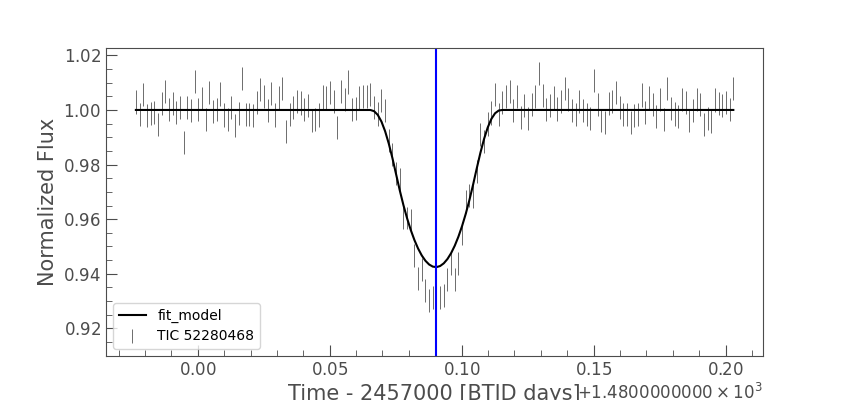 1.02
1.00
0.98
0.96
0.94
0.92
Normalized Flux
fit_model
TIC 52280468
0.00 0.05 0.10 0.15 0.20
Time - 2457000 [BTJD days]
+1.4800000000 × 10³